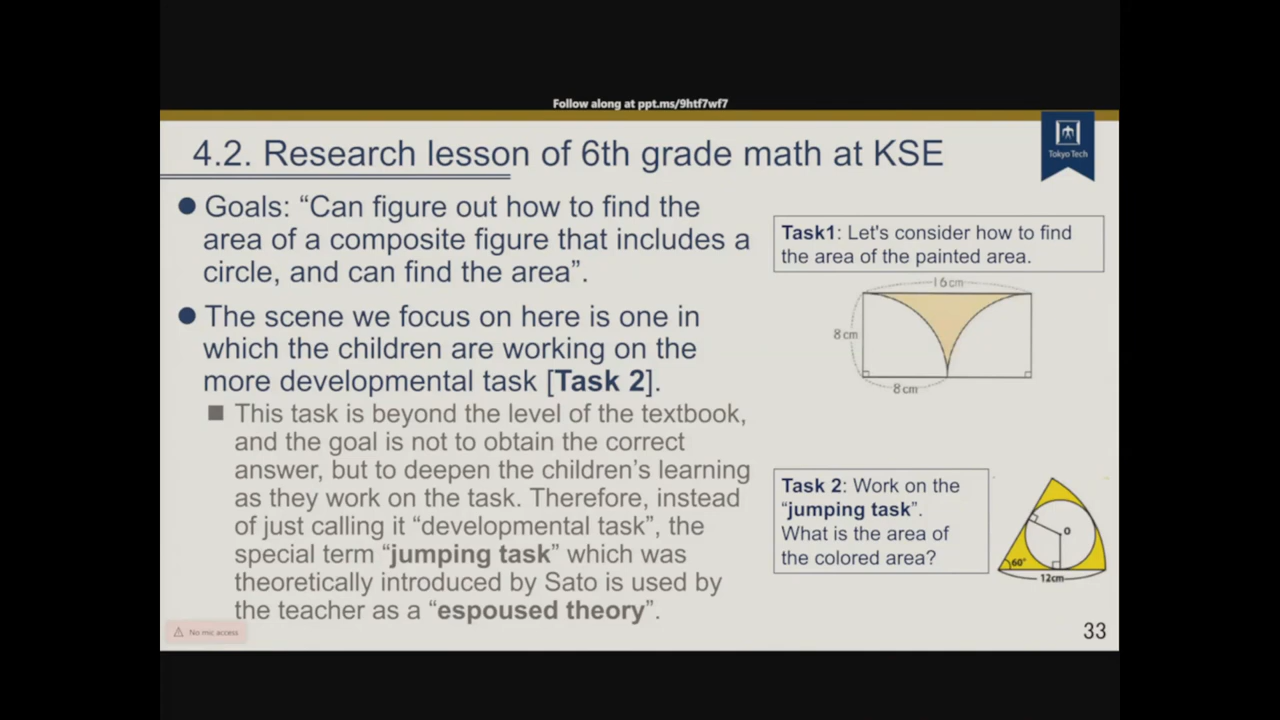 Follow along at ppt.ms/9htf7wf7
TokyoTech
4.2. Research lesson of 6th grade math at KSE
Goals: “Can figure out how to find the
area of a composite figure that includes a
circle, and can find the area”.
The scene we focus on here is one in
which the children are working on the
more developmental task [Task 2].
This task is beyond the level of the textbook,
and the goal is not to obtain the correct
answer, but to deepen the children’s learning
as they work on the task. Therefore, instead
of just calling it “developmental task”, the
special term “jumping task” which was
theoretically introduced by Sato is used by
the teacher as a “espoused theory”.
Task1: Let's consider how to find
the area of the painted area.
16cm
8cm
8cm
Task 2: Work on the
“jumping task”.
What is the area of
the colored area?
O
60°
12cm
No mic access
33